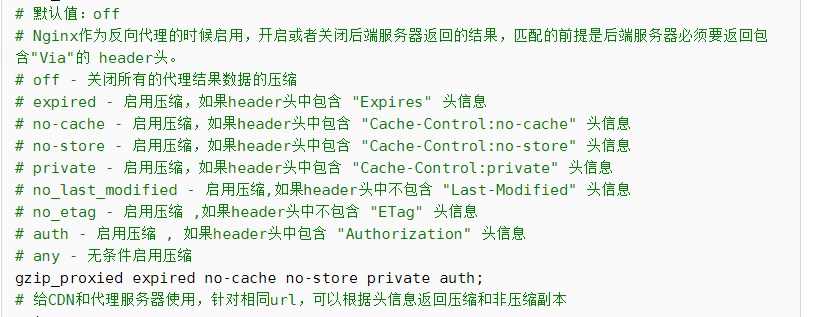 # 默认值：off
# Nginx作为反向代理的时候启用，开启或者关闭后端服务器返回的结果，匹配的前提是后端服务器必须要返回包
含"Via"的 header头。
# off - 关闭所有的代理结果数据的压缩
# expired - 启用压缩，如果header头中包含 "Expires" 头信息
# no-cache - 启用压缩，如果header头中包含 "Cache-Control:no-cache" 头信息
# no-store - 启用压缩，如果header头中包含 "Cache-Control:no-store" 头信息
# private - 启用压缩，如果header头中包含 "Cache-Control:private" 头信息
# no_last_modified - 启用压缩,如果header头中不包含 "Last-Modified" 头信息
# no_etag - 启用压缩 ,如果header头中不包含 "ETag" 头信息
# auth - 启用压缩 , 如果header头中包含 "Authorization" 头信息
# any - 无条件启用压缩
gzip_proxied expired no-cache no-store private auth;
# 给CDN和代理服务器使用，针对相同url，可以根据头信息返回压缩和非压缩副本